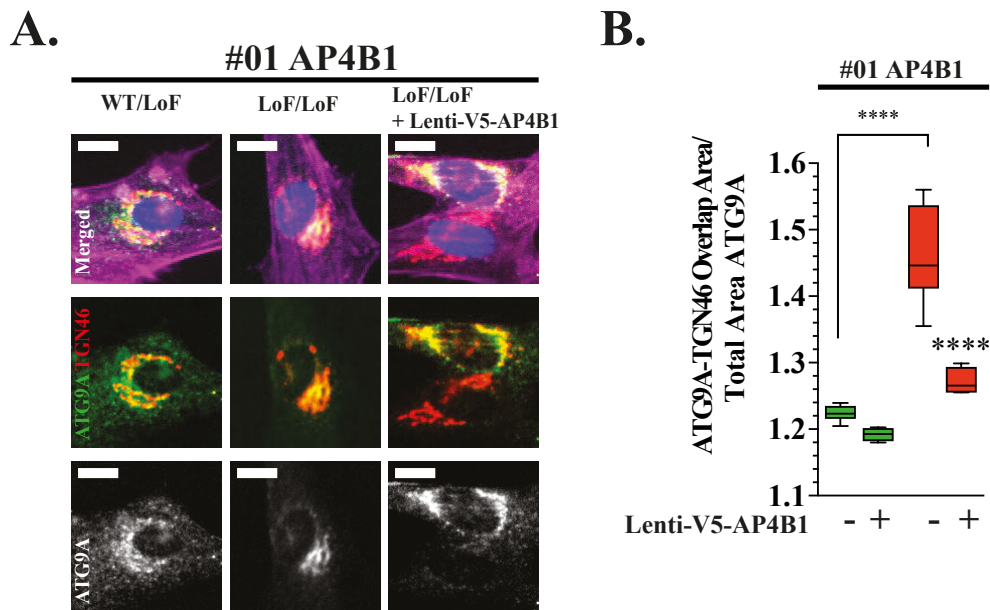 A.
#01 AP4B1
WT/LoF
LoF/LoF
LoF/LoF
+ Lenti-V5-AP4B1
Merged
ATG9A TGN46
ATG9A
B.
#01 AP4B1
****
ATG9A-TGN46 Overlap Area/
Total Area ATG9A
1.6
1.5
1.4
1.3
1.2
1.1
****
Lenti-V5-AP4B1 - + - +